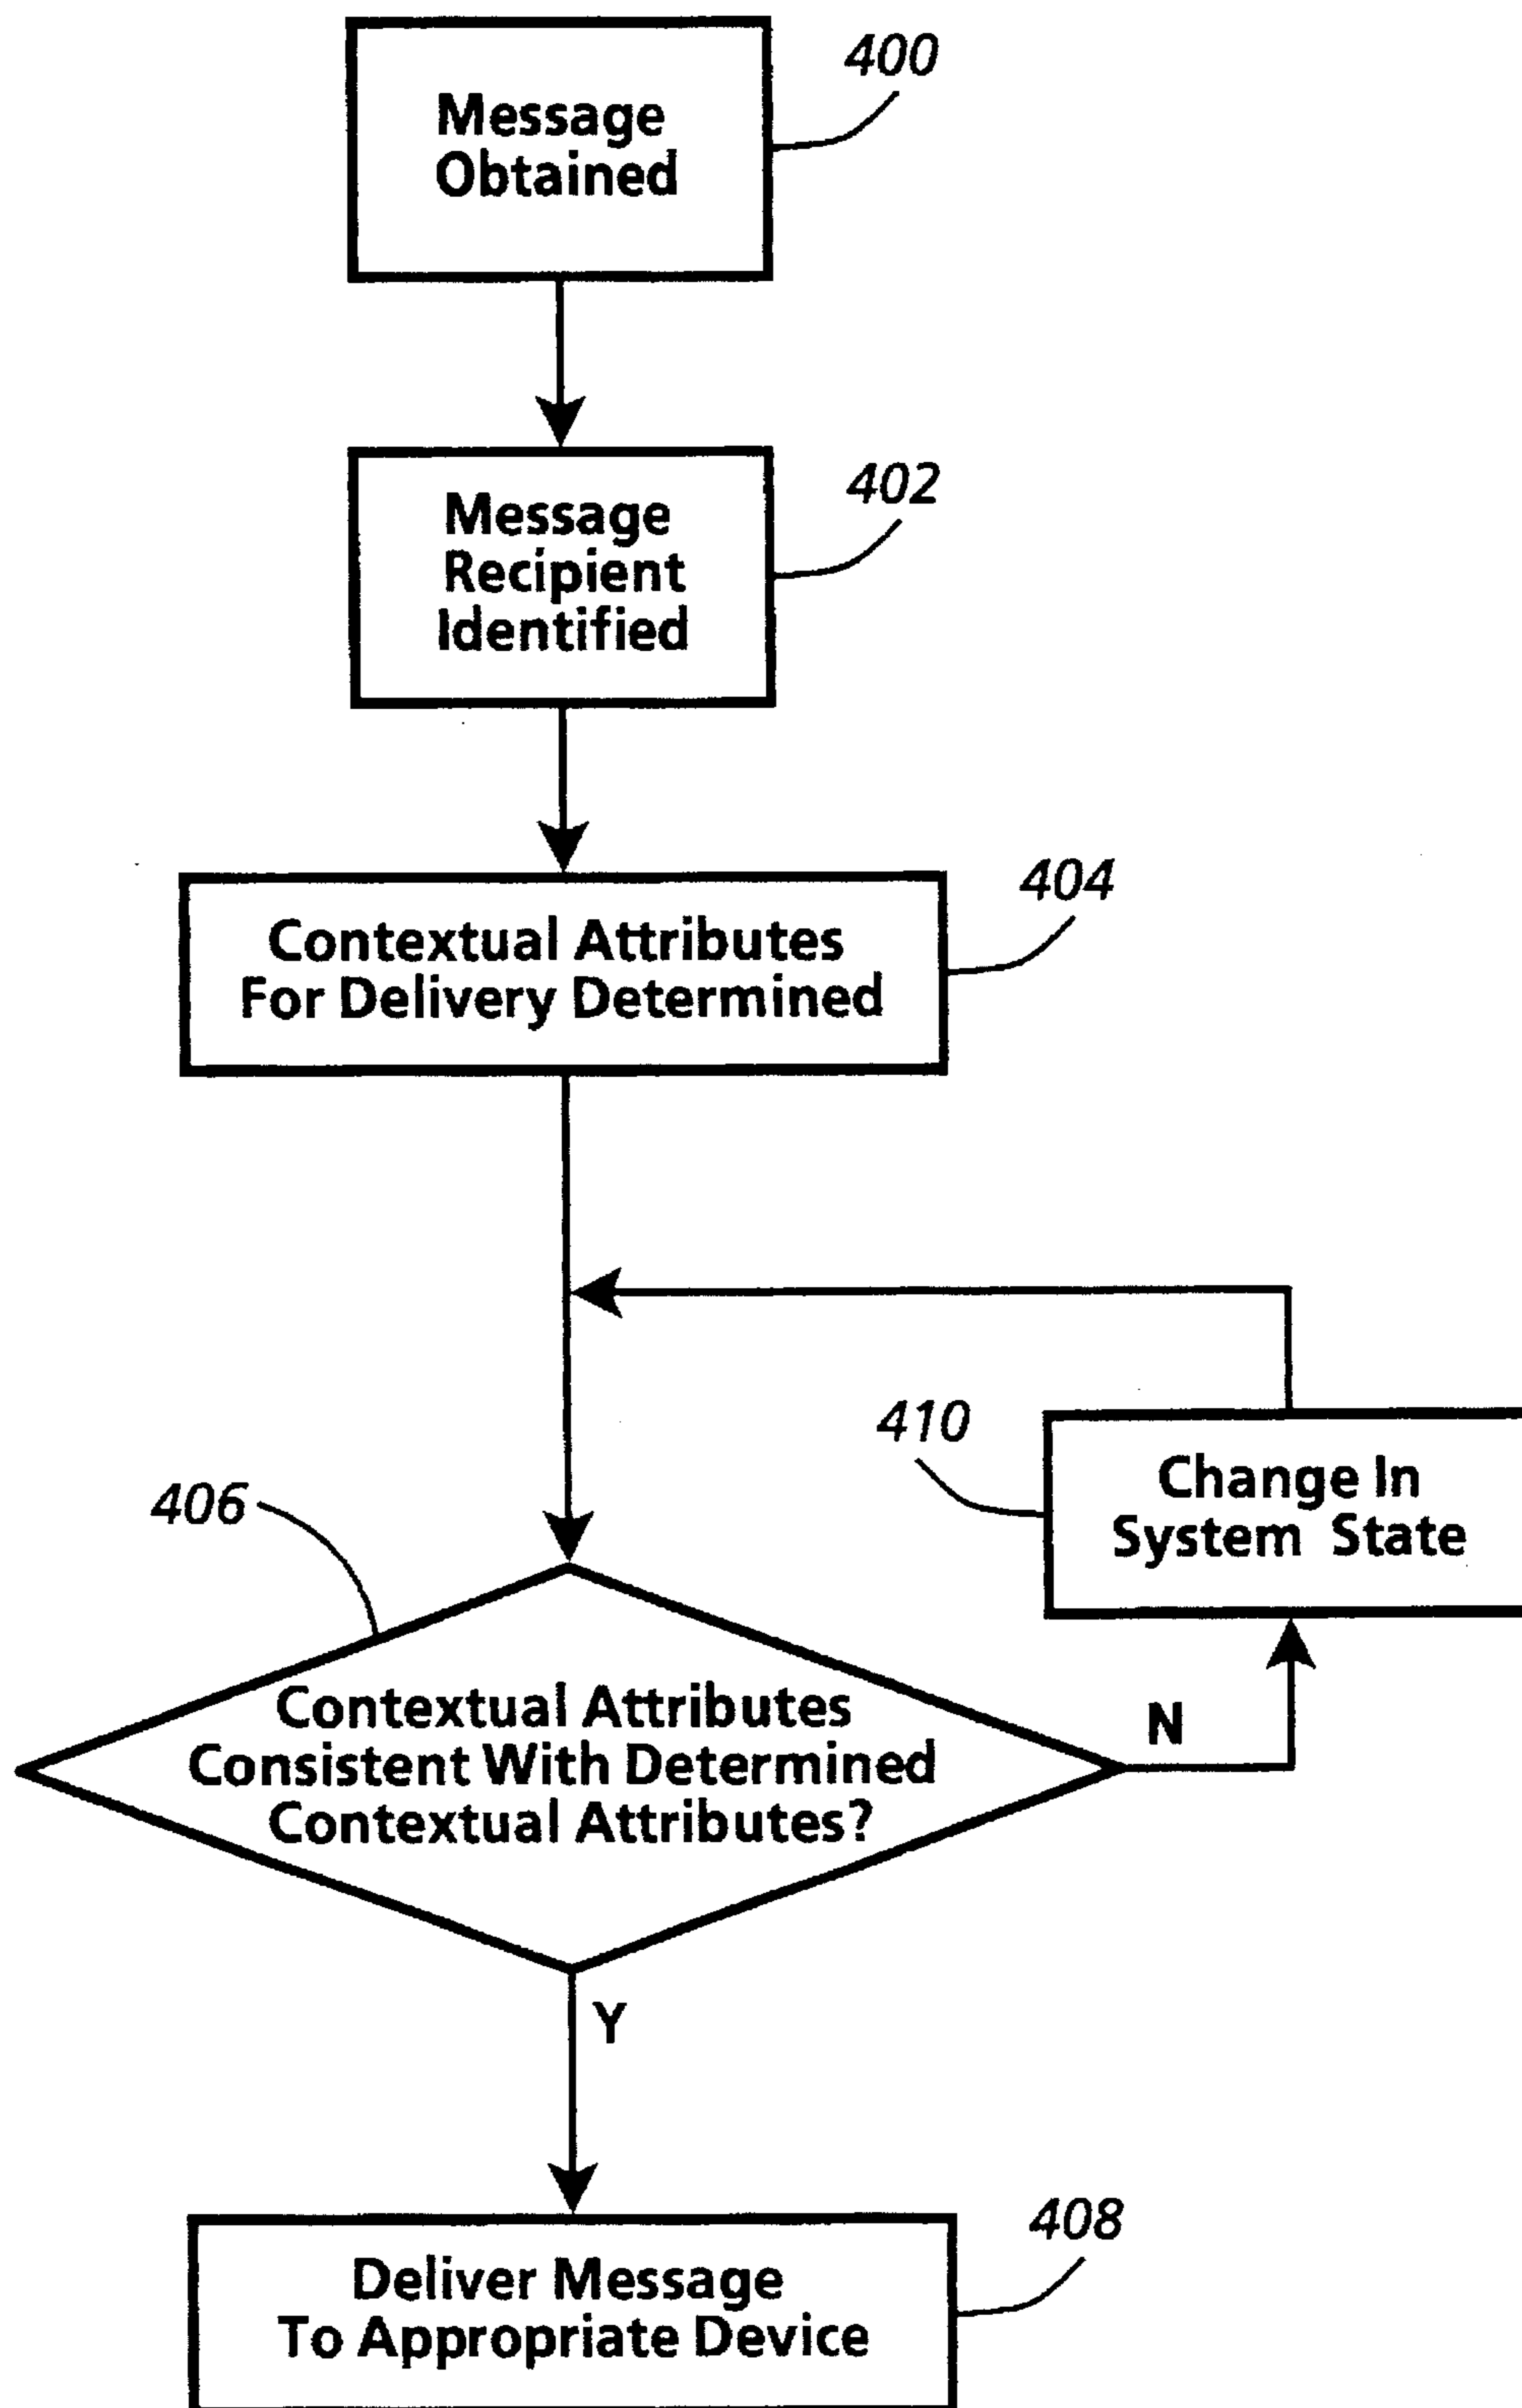 400
Message
Obtained
402
Message
Recipient
Identified
404
Contextual Attributes
For Delivery Determined
410
Change In
System State
406
Contextual Attributes
Consistent With Determined
Contextual Attributes?
N
Y
408
Deliver Message
To Appropriate Device